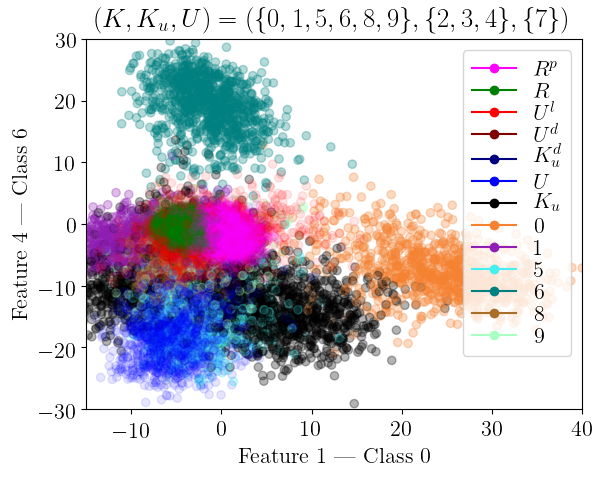 (K, K_u, U) = ({0, 1, 5, 6, 8, 9}, {2, 3, 4}, {7})
30
20
10
0
−10
−20
−30
Feature 4 — Class 6
R^p
R
U^l
U^d
K_u^d
U
K_u
0
1
5
6
8
9
−10 0 10 20 30 40
Feature 1 — Class 0